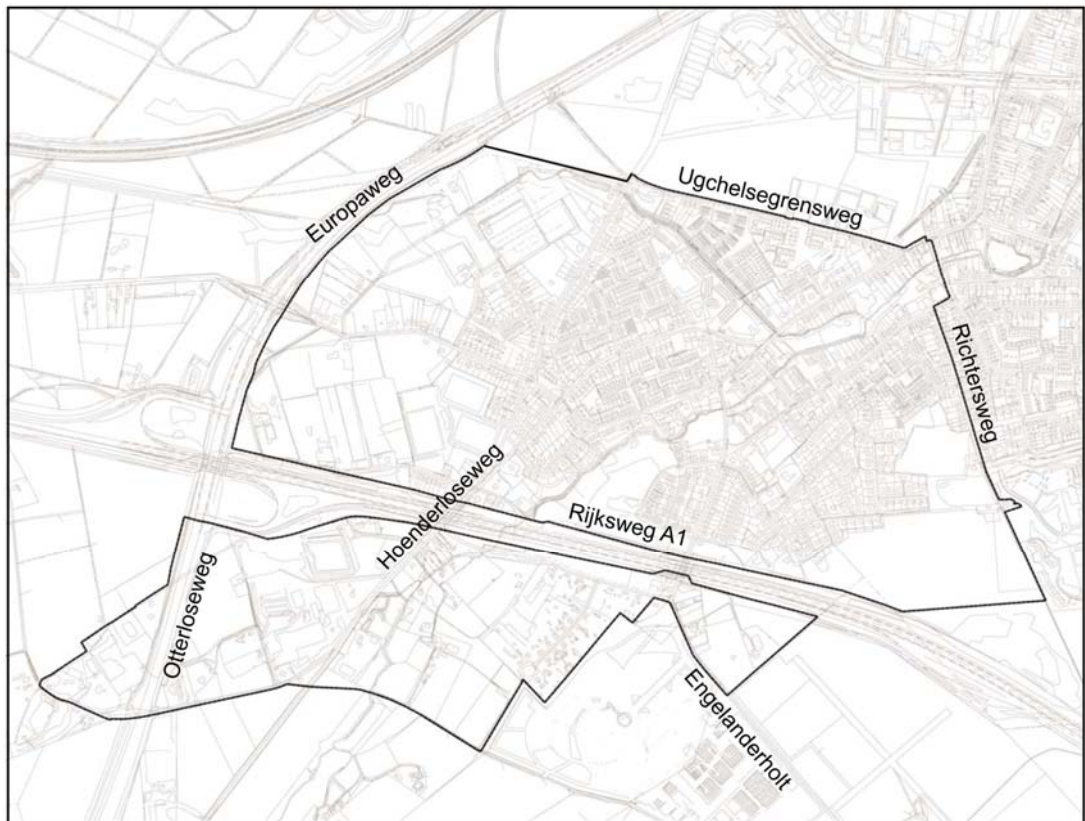 Ugchelsegrensweg
Europaweg
Richtersweg
Hoenderloseweg
Rijksweg A1
Otterloseweg
Engelanderholt